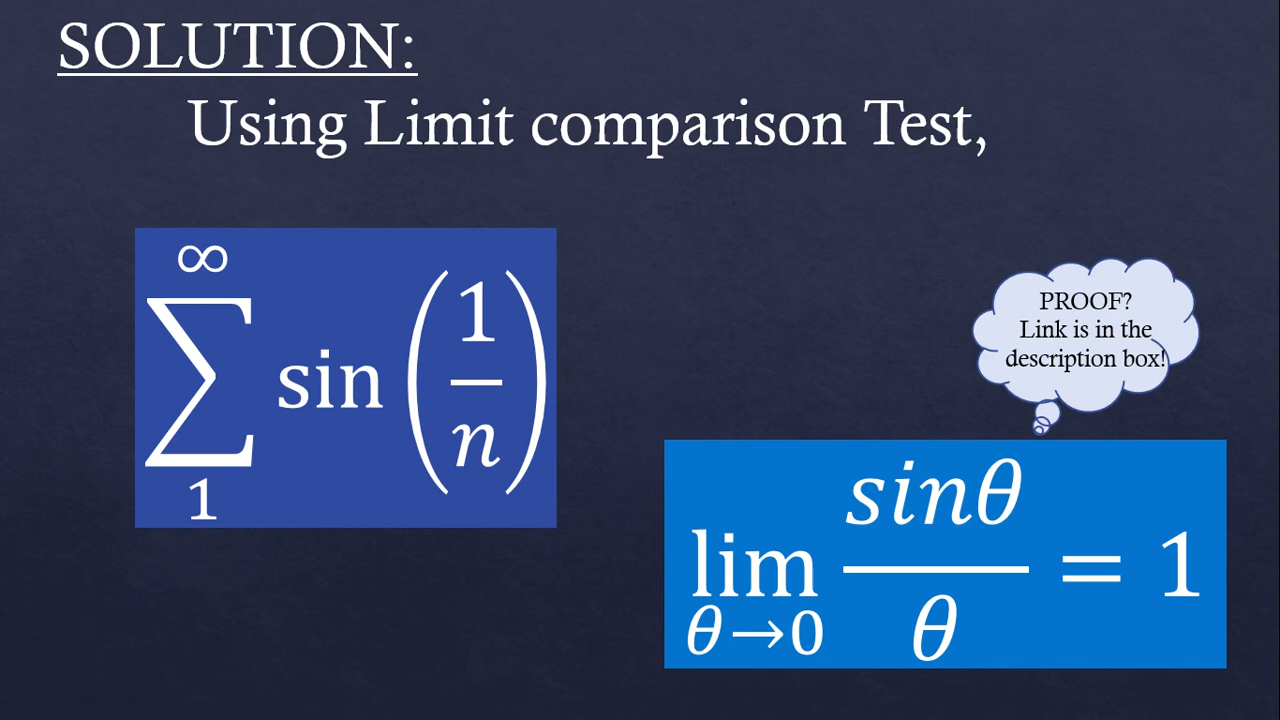 SOLUTION:
Using Limit comparison Test,
∞
∑ sin (1/n)
1
PROOF?
Link is in the
description box!
lim θ→0 sinθ/θ = 1